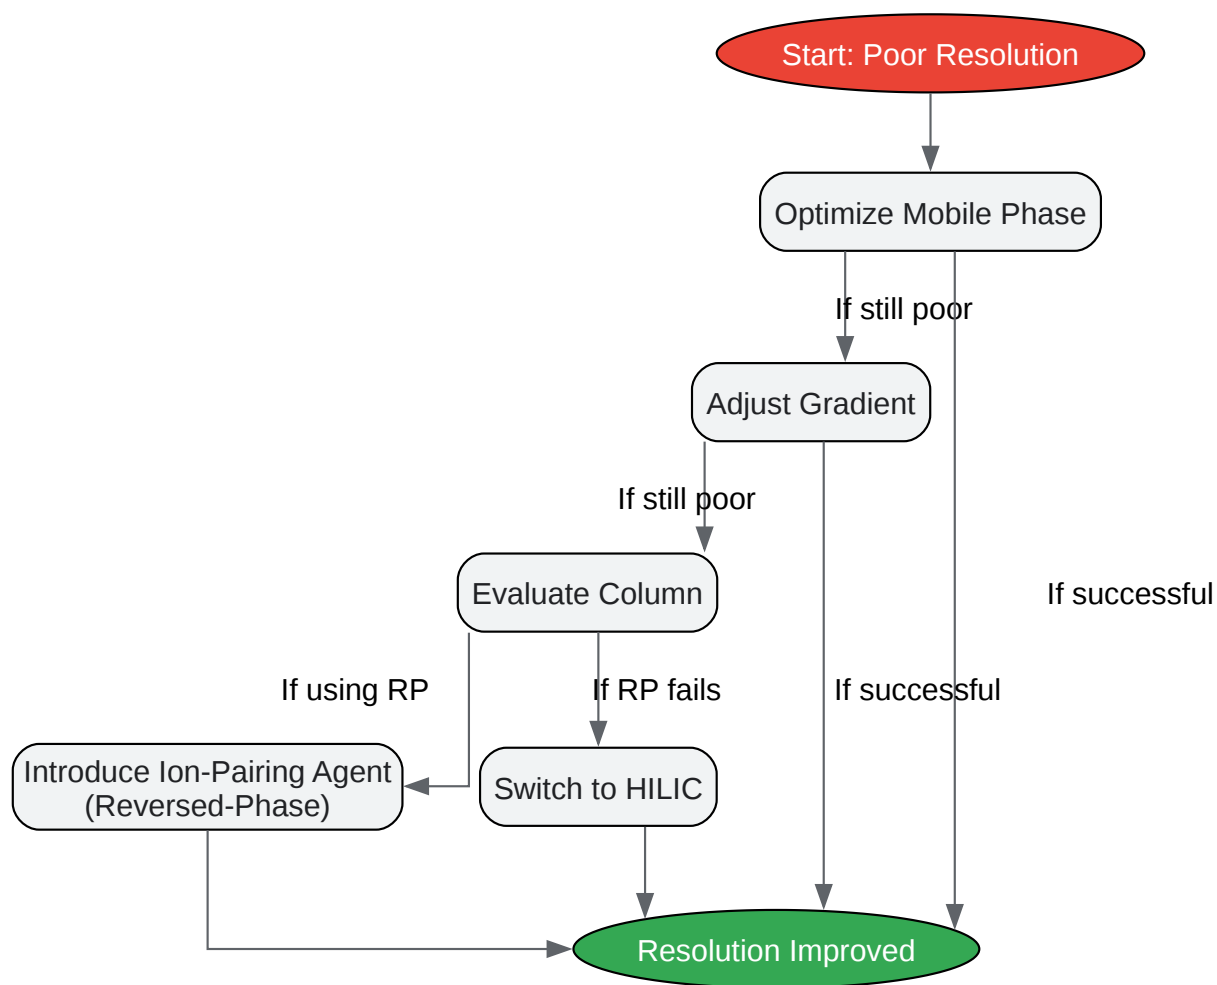 Start: Poor Resolution
Optimize Mobile Phase
If still poor
Adjust Gradient
If still poor
Evaluate Column
If successful
If using RP
If RP fails
If successful
Introduce Ion-Pairing Agent
(Reversed-Phase)
Switch to HILIC
Resolution Improved